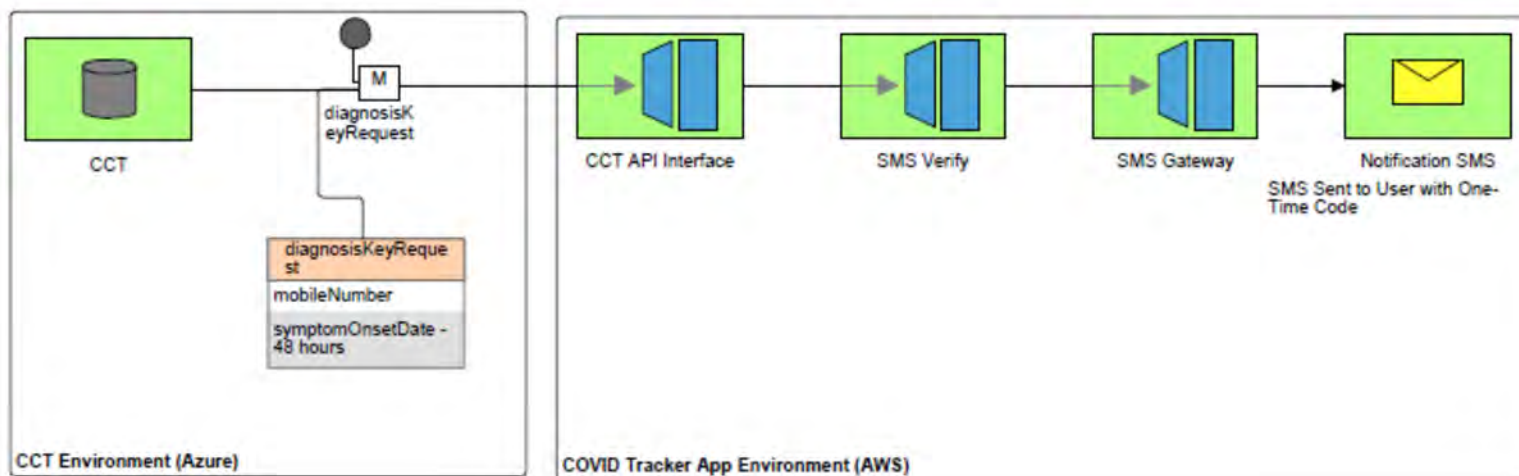 CCT
M
diagnosisK
eyRequest
diagnosisKeyReque
st
mobileNumber
symptomOnsetDate -
48 hours
CCT Environment (Azure)
CCT API Interface
SMS Verify
SMS Gateway
Notification SMS
SMS Sent to User with One-
Time Code
COVID Tracker App Environment (AWS)